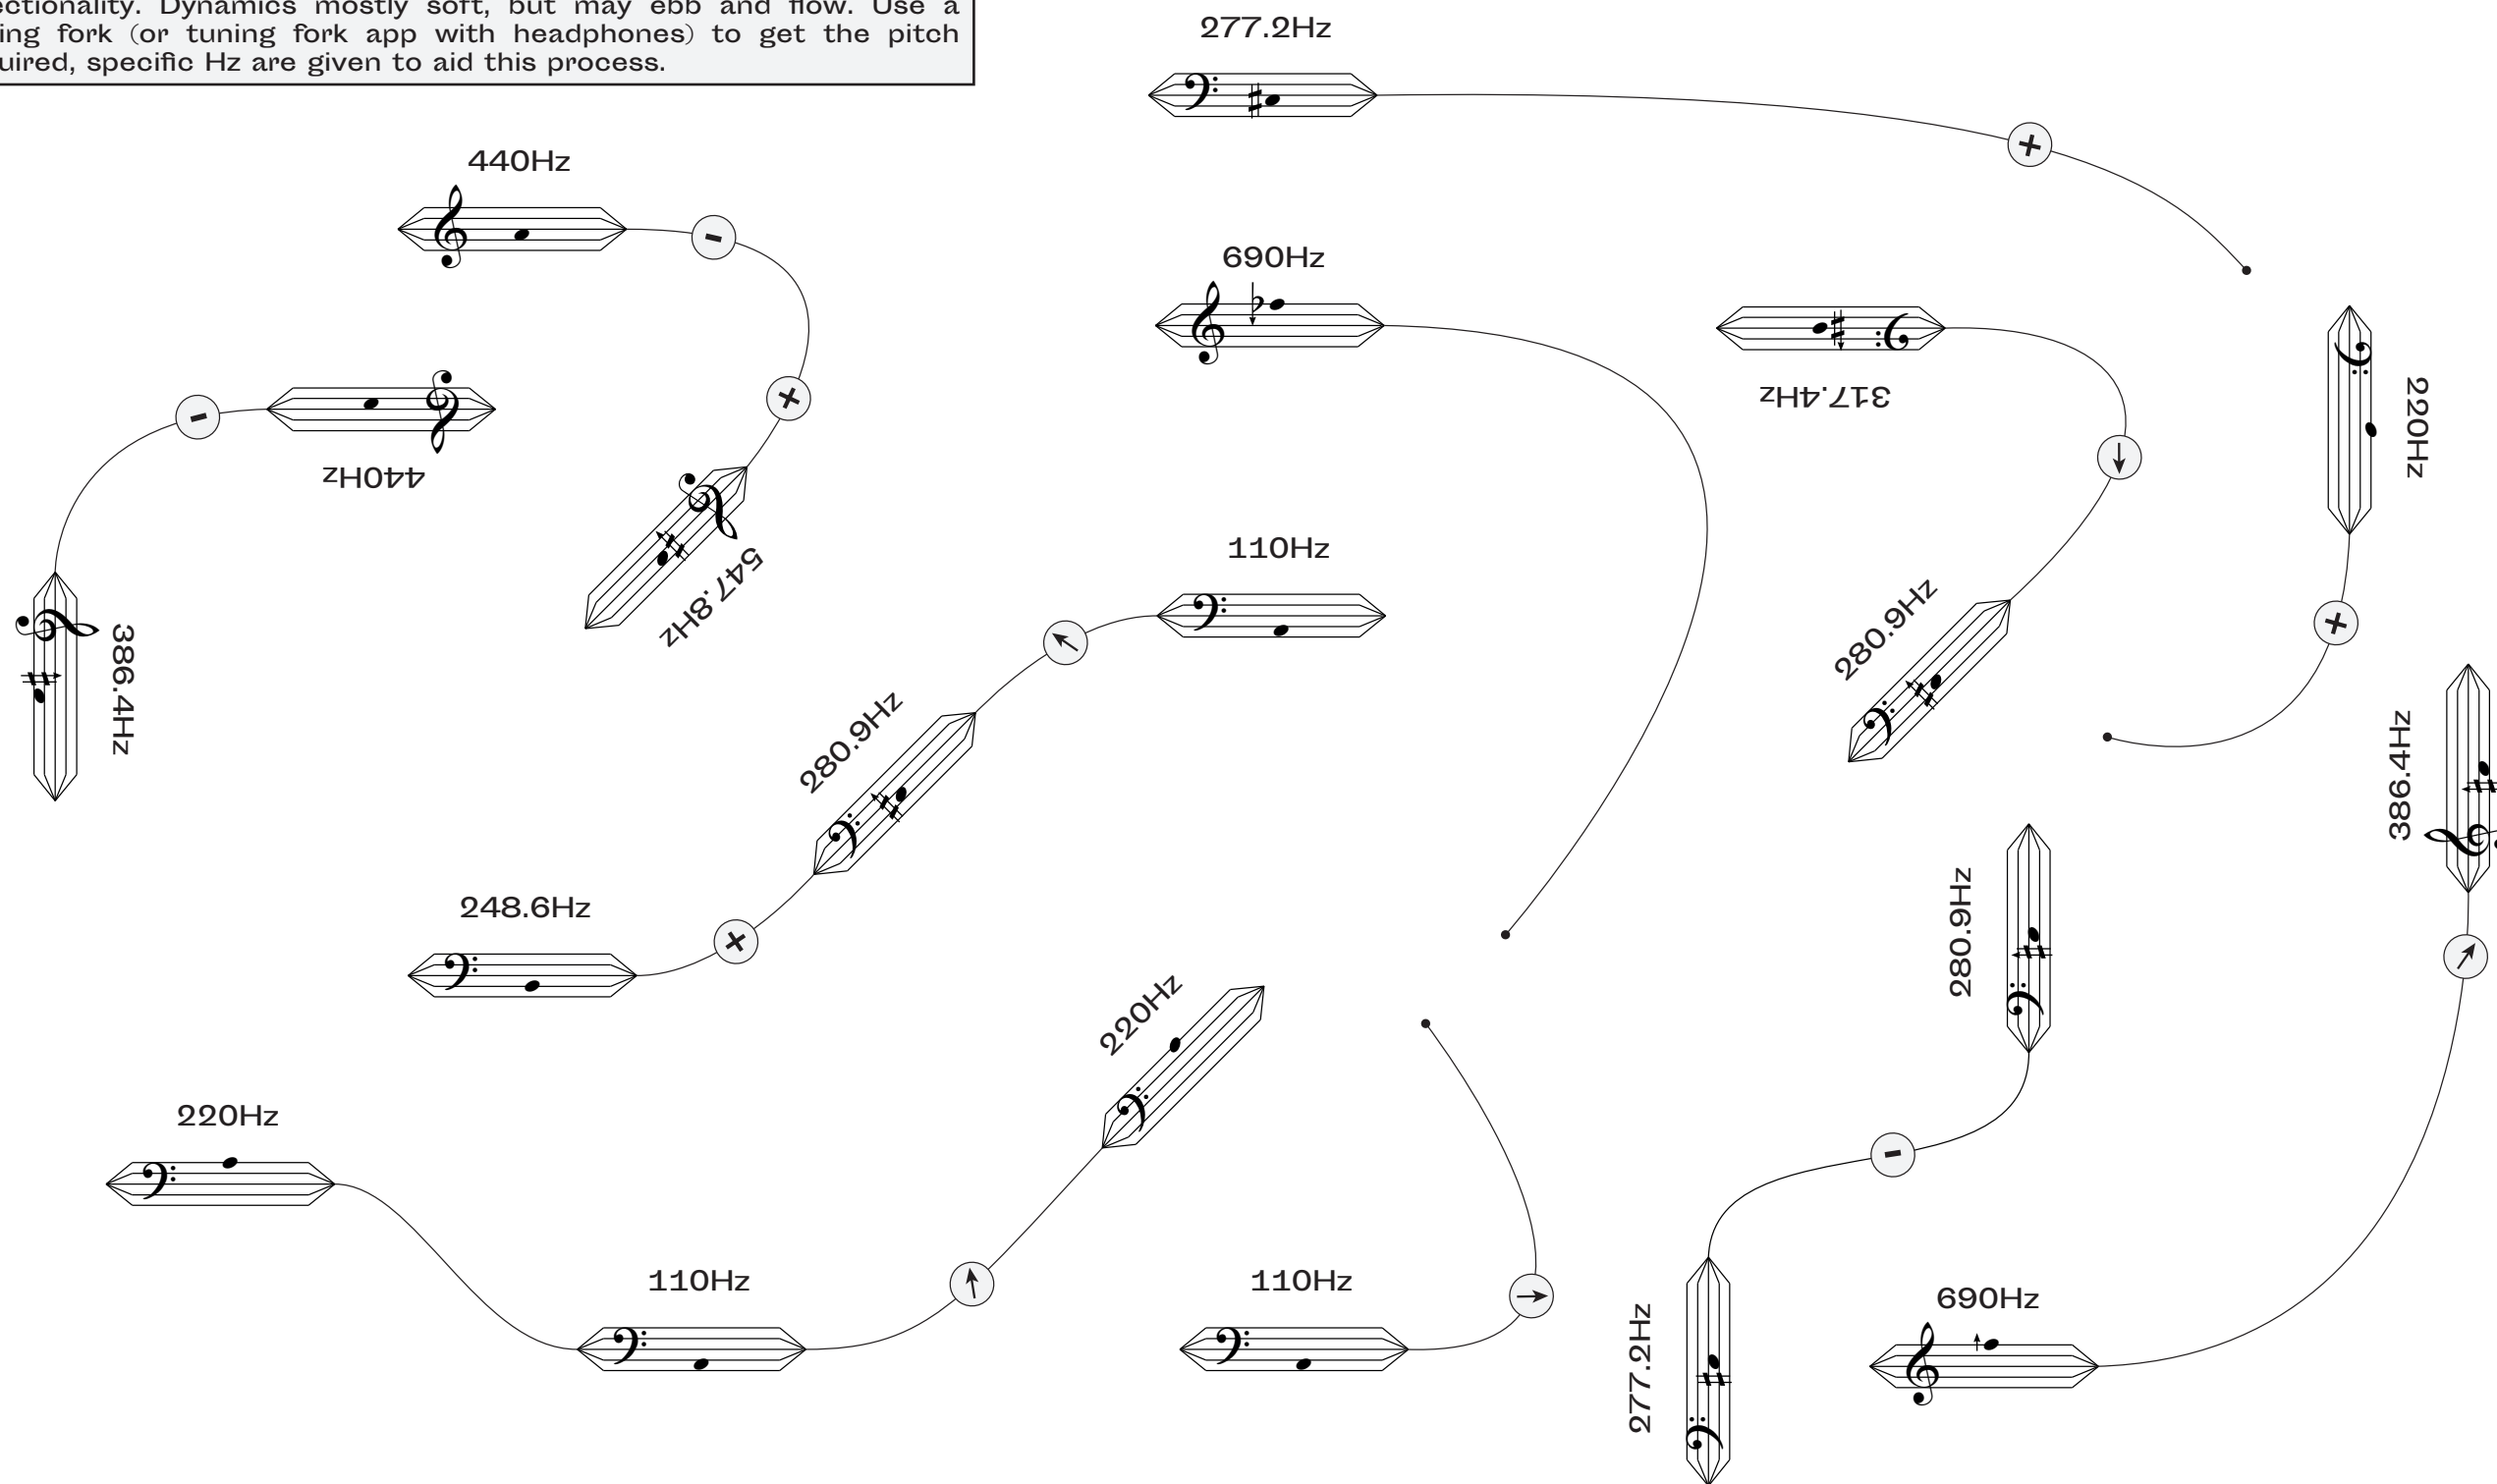 ectionality. Dynamics mostly soft, but may ebb and flow. Use a
ing fork (or tuning fork app with headphones) to get the pitch
uired, specific Hz are given to aid this process.
277.2Hz
440Hz
690Hz
317.4Hz
220Hz
440Hz
547.8Hz
110Hz
386.4Hz
280.9Hz
280.9Hz
386.4Hz
248.6Hz
280.9Hz
220Hz
220Hz
110Hz
110Hz
277.2Hz
690Hz